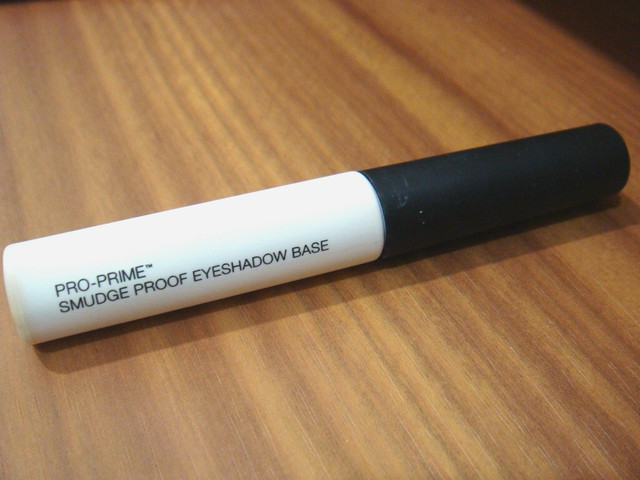 PRO-PRIME™
SMUDGE PROOF EYESHADOW BASE